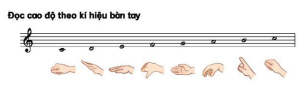 Đọc cao độ theo kí hiệu bàn tay